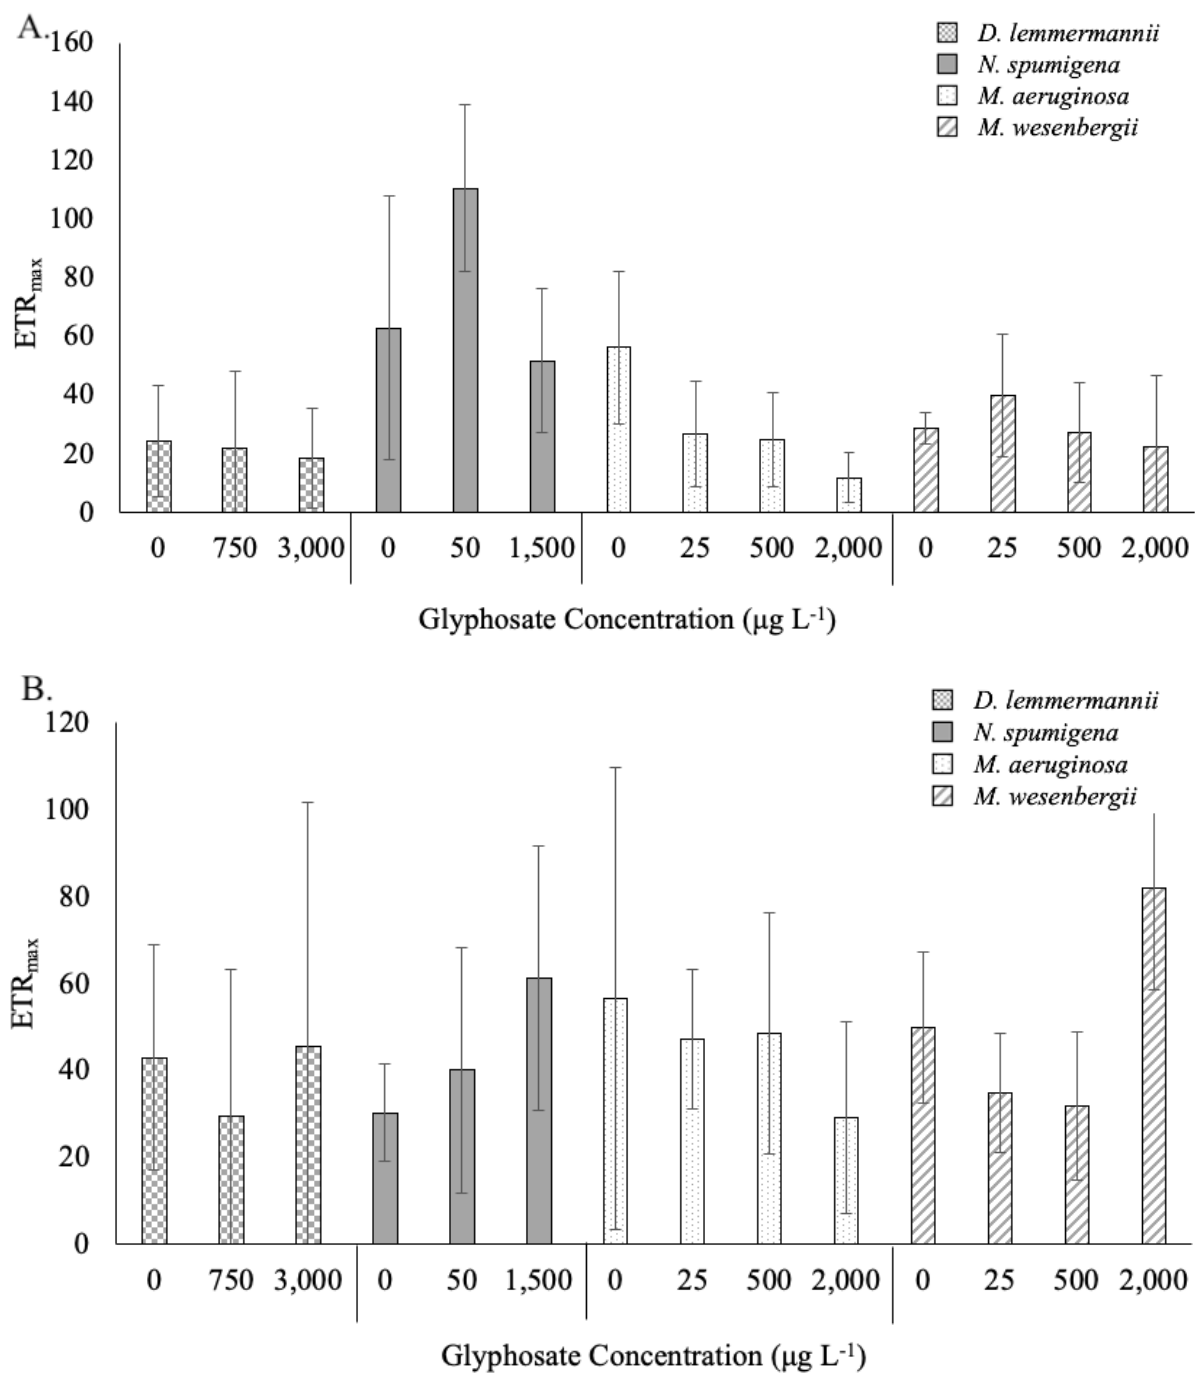 A.
160
140
120
100
80
60
40
20
0
ETRmax
D. lemmermannii
N. spumigena
M. aeruginosa
M. wesenbergii
0 750 3,000 0 50 1,500 0 25 500 2,000 0 25 500 2,000
Glyphosate Concentration (μg L-1)
B.
120
100
80
60
40
20
0
ETRmax
D. lemmermannii
N. spumigena
M. aeruginosa
M. wesenbergii
0 750 3,000 0 50 1,500 0 25 500 2,000 0 25 500 2,000
Glyphosate Concentration (μg L-1)